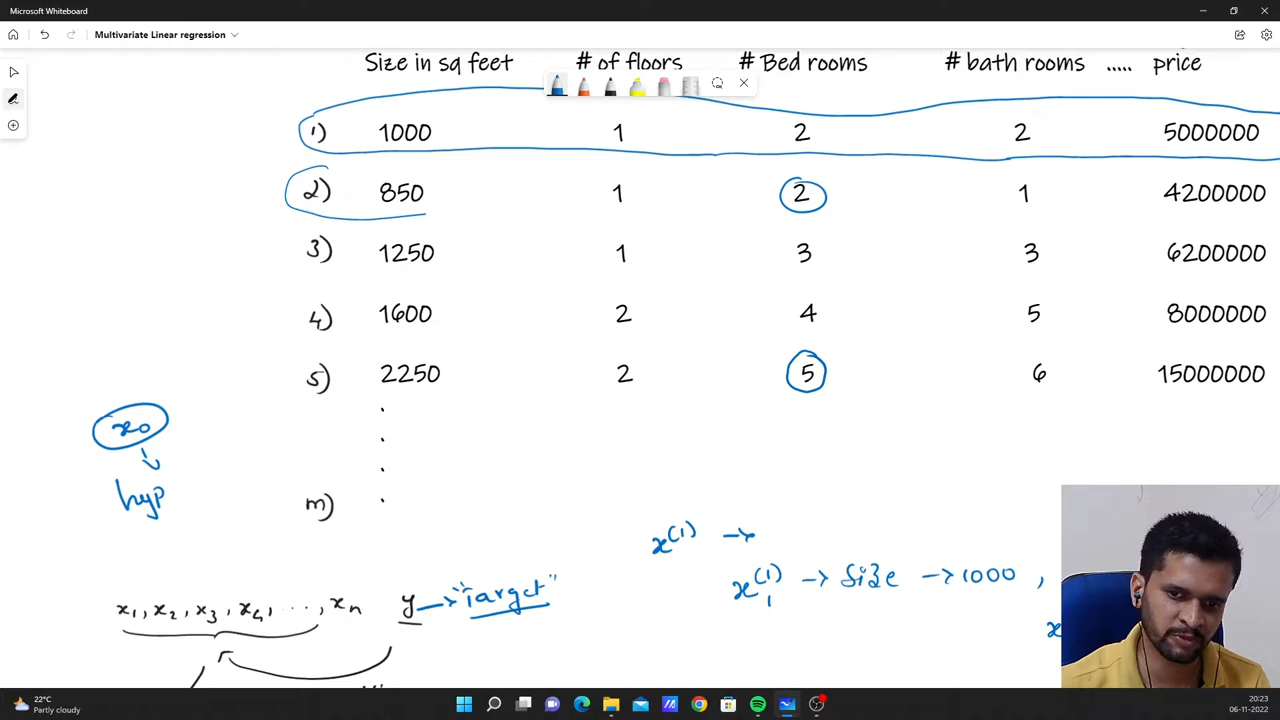 Microsoft Whiteboard
Multivariate Linear regression
Size in sq feet # of floors # Bed rooms # bath rooms ..... price
1) 1000 1 2 2 5000000
2) 850 1 2 1 4200000
3) 1250 1 3 3 6200000
4) 1600 2 4 5 8000000
5) 2250 2 5 6 15000000
x0
hyp
m)
x^(1) →
x_1^(1) → Size → 1000 ,
x
x1, x2, x3, x4, ...., xn y → "Target"
22°C
Partly cloudy
20:23
06-11-2022